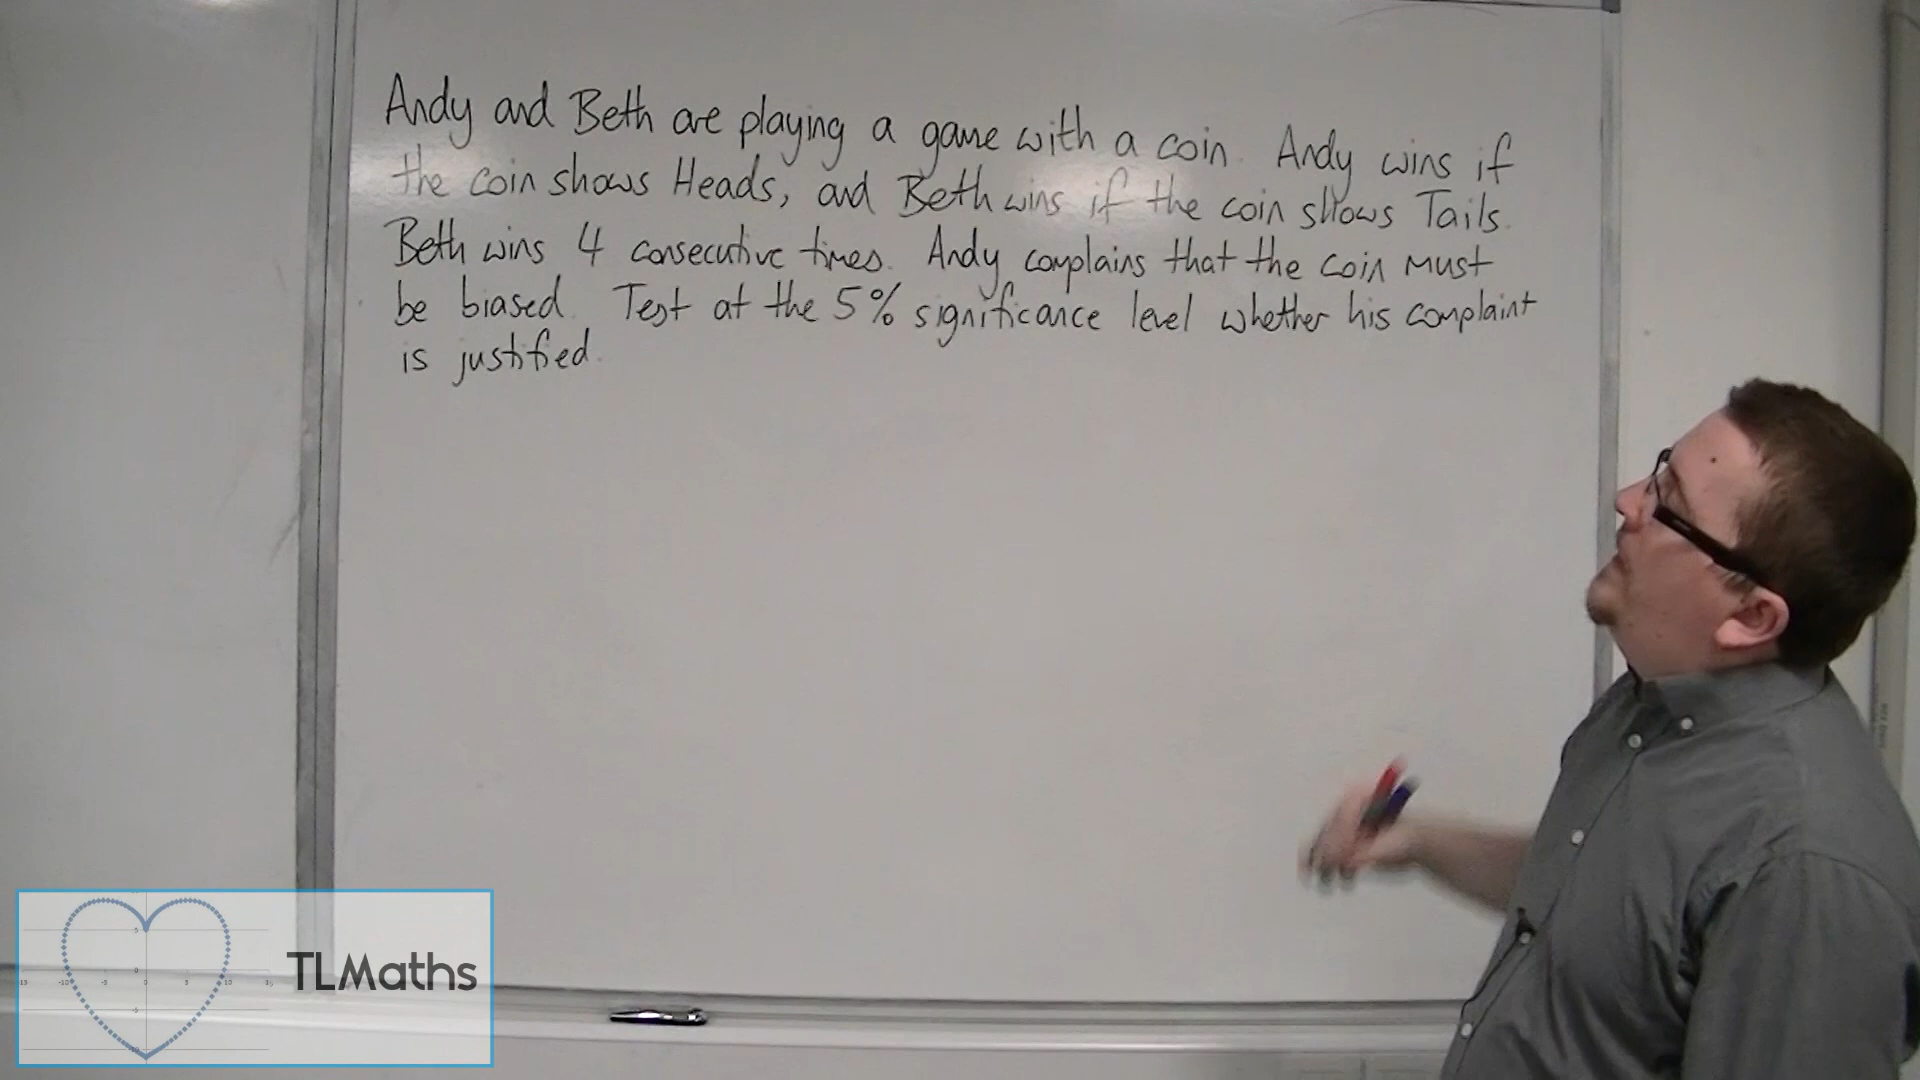 Andy and Beth are playing a game with a coin. Andy wins if
the coin shows Heads, and Beth wins if the coin shows Tails.
Beth wins 4 consecutive times. Andy complains that the coin must
be biased. Test at the 5% significance level whether his complaint
is justified.
TLMaths